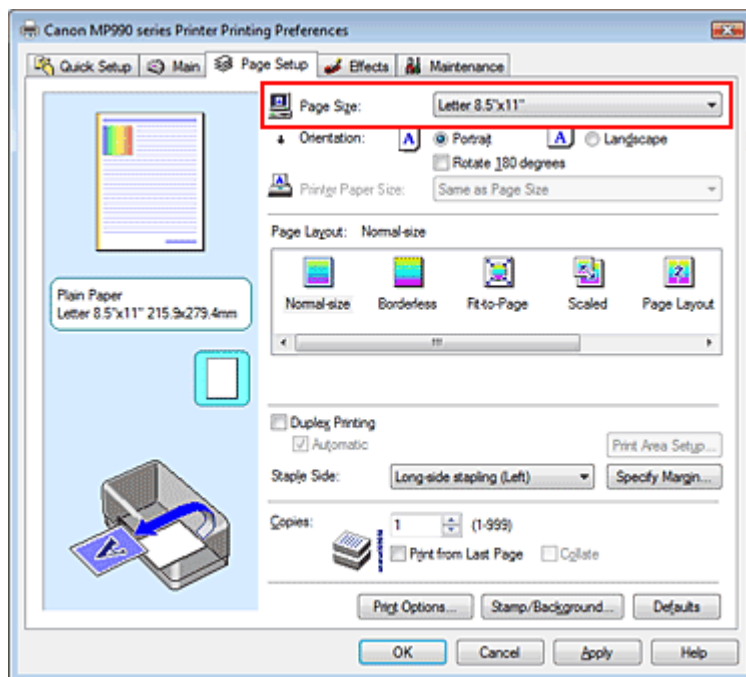 Canon MP990 series Printer Printing Preferences
Quick Setup Main Page Setup Effects Maintenance
Page Size: Letter 8.5"x11"
Orientation: A Portrait A Landscape
Rotate 180 degrees
Printer Paper Size: Same as Page Size
Page Layout: Normal-size
Normal-size Borderless Fit-to-Page Scaled Page Layout
Plain Paper
Letter 8.5"x11" 215.9x279.4mm
Duplex Printing
Automatic
Print Area Setup...
Staple Side: Long-side stapling (Left) Specify Margin...
Copies: 1 (1-999)
Print from Last Page Collate
Print Options... Stamp/Background... Defaults
OK Cancel Apply Help